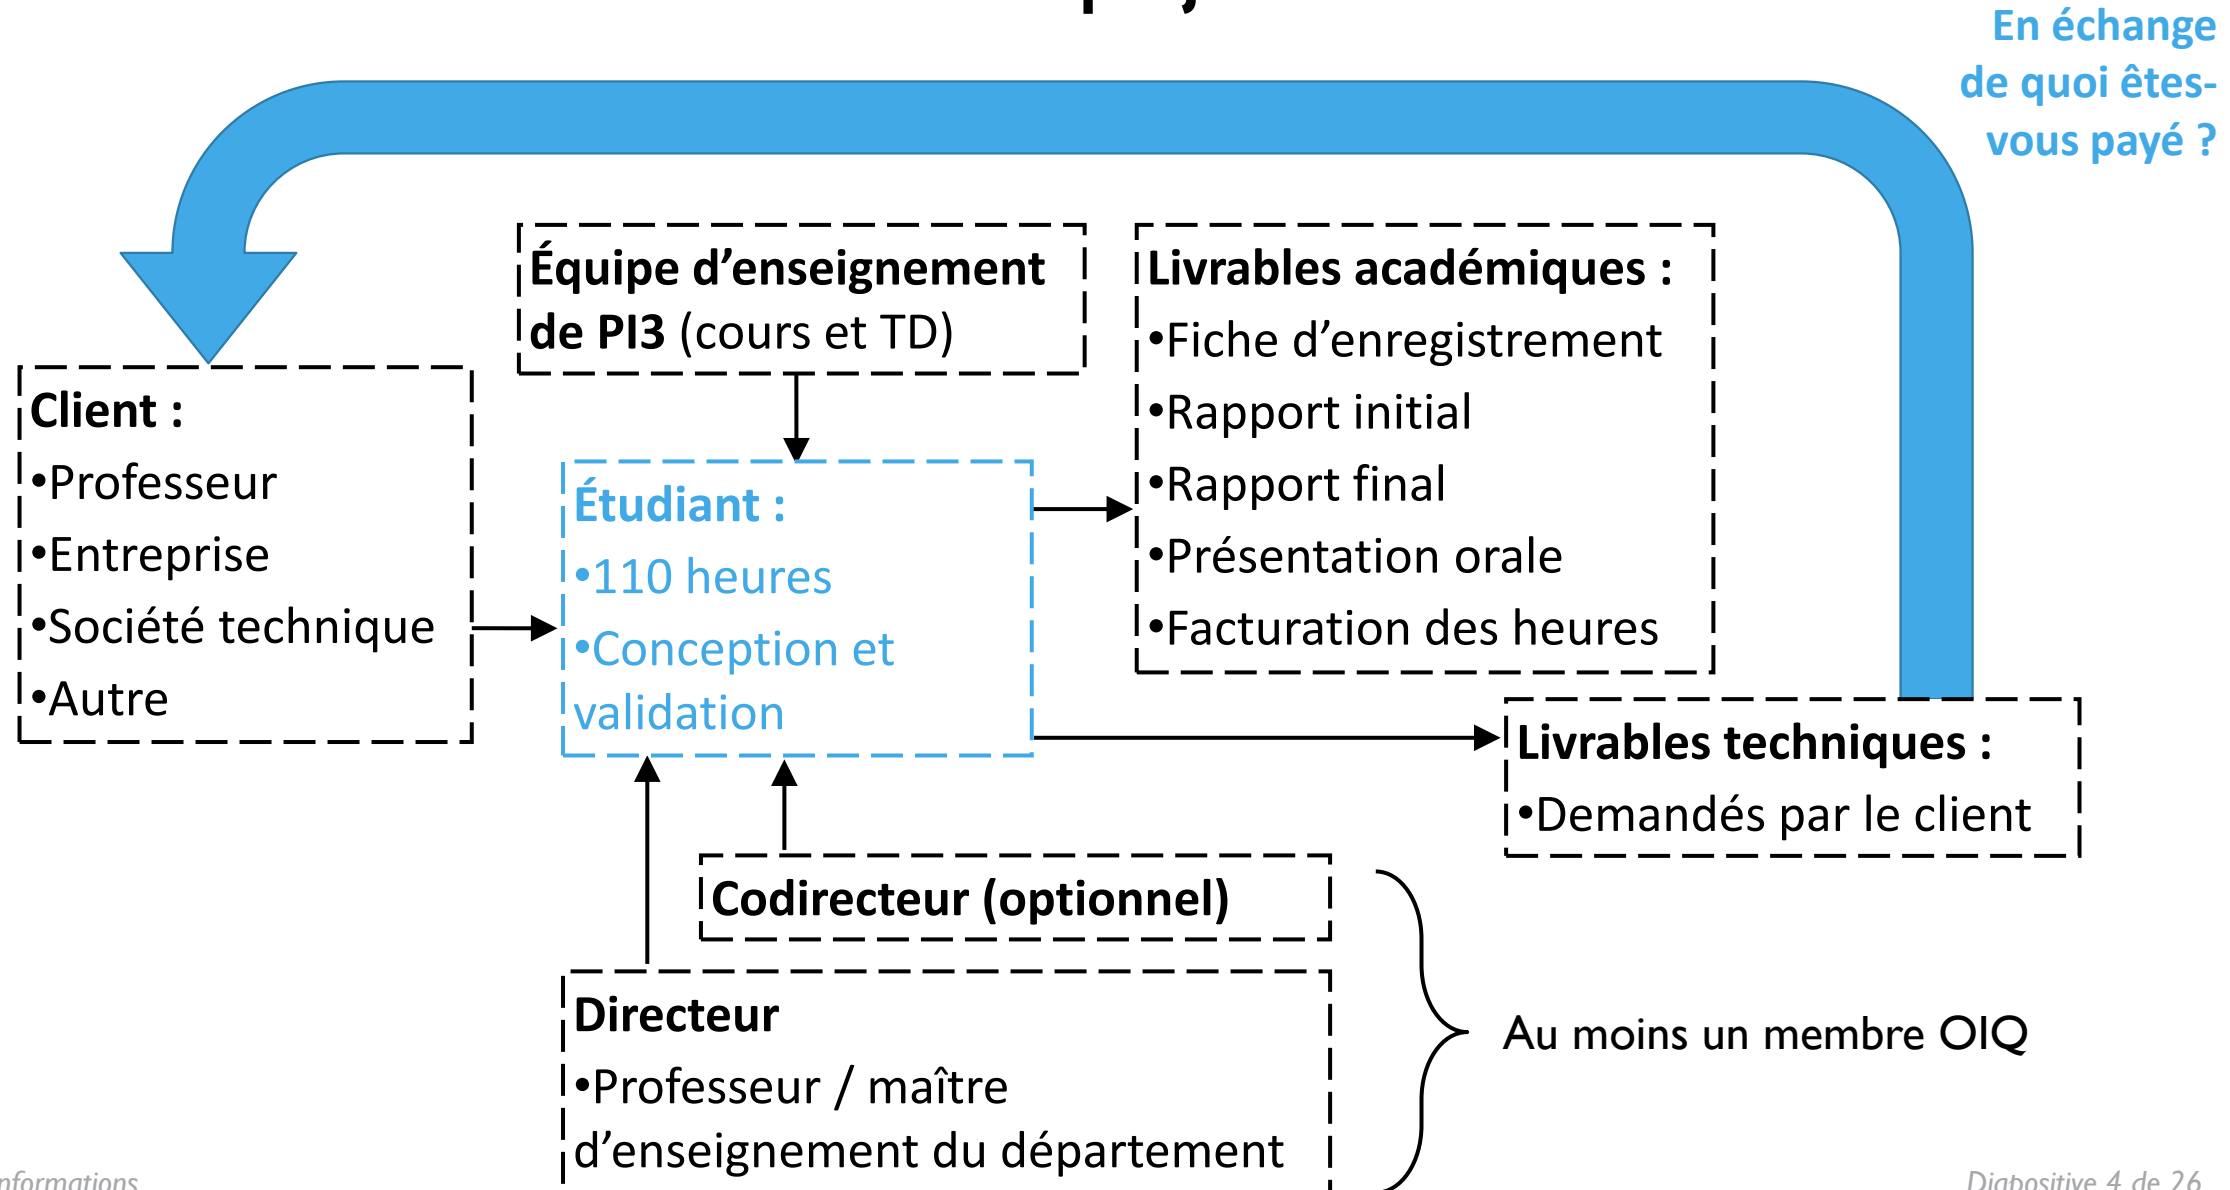 En échange
de quoi êtes-
vous payé ?
Équipe d’enseignement
de PI3 (cours et TD)
Livrables académiques :
•Fiche d’enregistrement
•Rapport initial
•Rapport final
•Présentation orale
•Facturation des heures
Client :
•Professeur
•Entreprise
•Société technique
•Autre
Étudiant :
•110 heures
•Conception et
validation
Livrables techniques :
•Demandés par le client
Codirecteur (optionnel)
Directeur
•Professeur / maître
d’enseignement du département
Au moins un membre OIQ
nformations
Diapositive 4 de 26